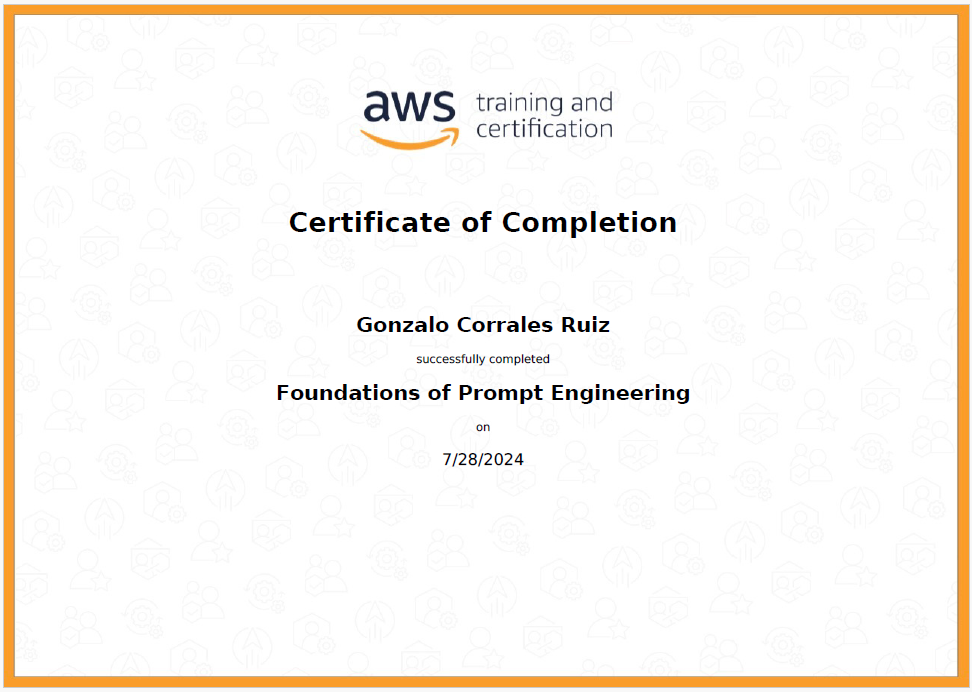 aws training and
certification
Certificate of Completion
Gonzalo Corrales Ruiz
successfully completed
Foundations of Prompt Engineering
on
7/28/2024